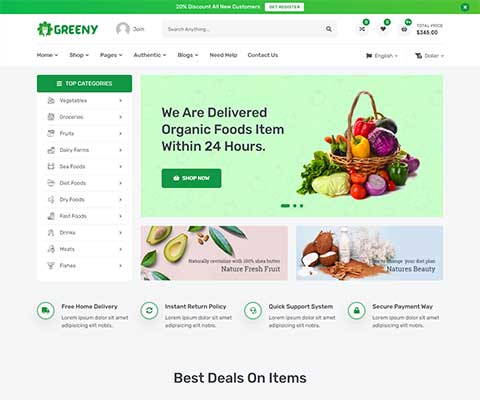 20% Discount All New Customers GET REGISTER
GREENY
Join
Search Anything...
TOTAL PRICE
$345.00
Home
Shop
Pages
Authentic
Blogs
Need Help
Contact Us
English
Doller
TOP CATEGORIES
Vegetables
Groceries
Fruits
Dairy Farms
Sea Foods
Diet Foods
Dry Foods
Fast Foods
Drinks
Meats
Fishes
We Are Delivered
Organic Foods Item
Within 24 Hours.
SHOP NOW
Naturally revitalize with 100% shea butter
Nature Fresh Fruit
to change your diet plan
Natures Beauty
Free Home Delivery
Lorem ipsum dolor sit amet
adipisicing elit nobis.
Instant Return Policy
Lorem ipsum dolor sit amet
adipisicing elit nobis.
Quick Support System
Lorem ipsum dolor sit amet
adipisicing elit nobis.
Secure Payment Way
Lorem ipsum dolor sit amet
adipisicing elit nobis.
Best Deals On Items